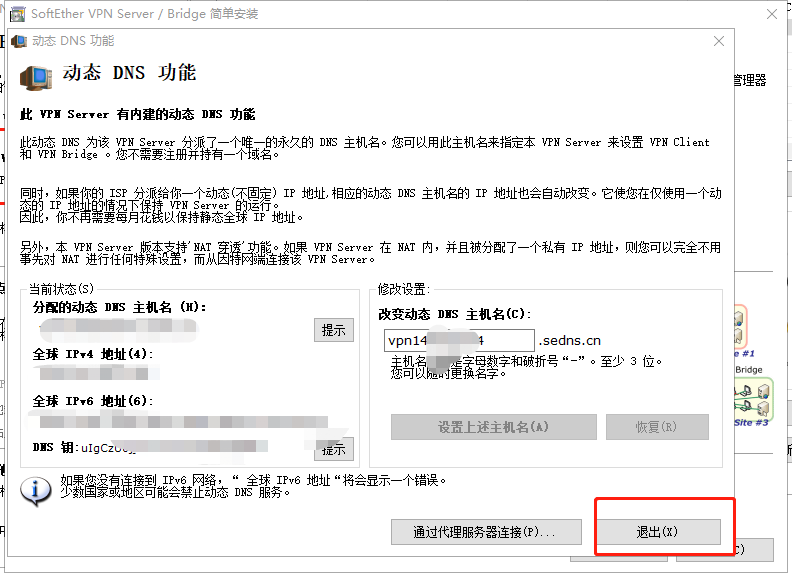 SoftEther VPN Server / Bridge 简单安装
动态 DNS 功能
动态 DNS 功能
管理器
此 VPN Server 有内建的动态 DNS 功能
此动态 DNS 为该 VPN Server 分派了一个唯一的永久的 DNS 主机名。您可以用此主机名来指定本 VPN Server 来设置 VPN Client
和 VPN Bridge 。您不需要注册并持有一个域名。
同时,如果你的 ISP 分派给你一个动态(不固定) IP 地址,相应的动态 DNS 主机名的 IP 地址也会自动改变。它使您在仅使用一个动
态的 IP 地址的情况下保持 VPN Server 的运行。
因此,你不再需要每月花钱以保持静态全球 IP 地址。
另外, 本 VPN Server 版本支持'NAT 穿透'功能。如果 VPN Server 在 NAT 内, 并且被分配了一个私有 IP 地址, 则您可以完全不用
事先对 NAT 进行任何特殊设置,而从因特网端连接该 VPN Server。
当前状态(S)
分配的动态 DNS 主机名 (H):
提示
全球 IPv4 地址(4):
全球 IPv6 地址(6):
DNS 钥:
提示
修改设置:
改变动态 DNS 主机名(C):
vpn14 4 .sedns.cn
主机名 是字母数字和破折号“-”。至少 3 位。
您可以随时更换名字。
设置上述主机名(A)
恢复(R)
te #1
Bridge
Site #3
如果您没有连接到 IPv6 网络, “ 全球 IPv6 地址“将会显示一个错误。
少数国家或地区可能会禁止动态 DNS 服务。
通过代理服务器连接(P)...
退出(X)
C)